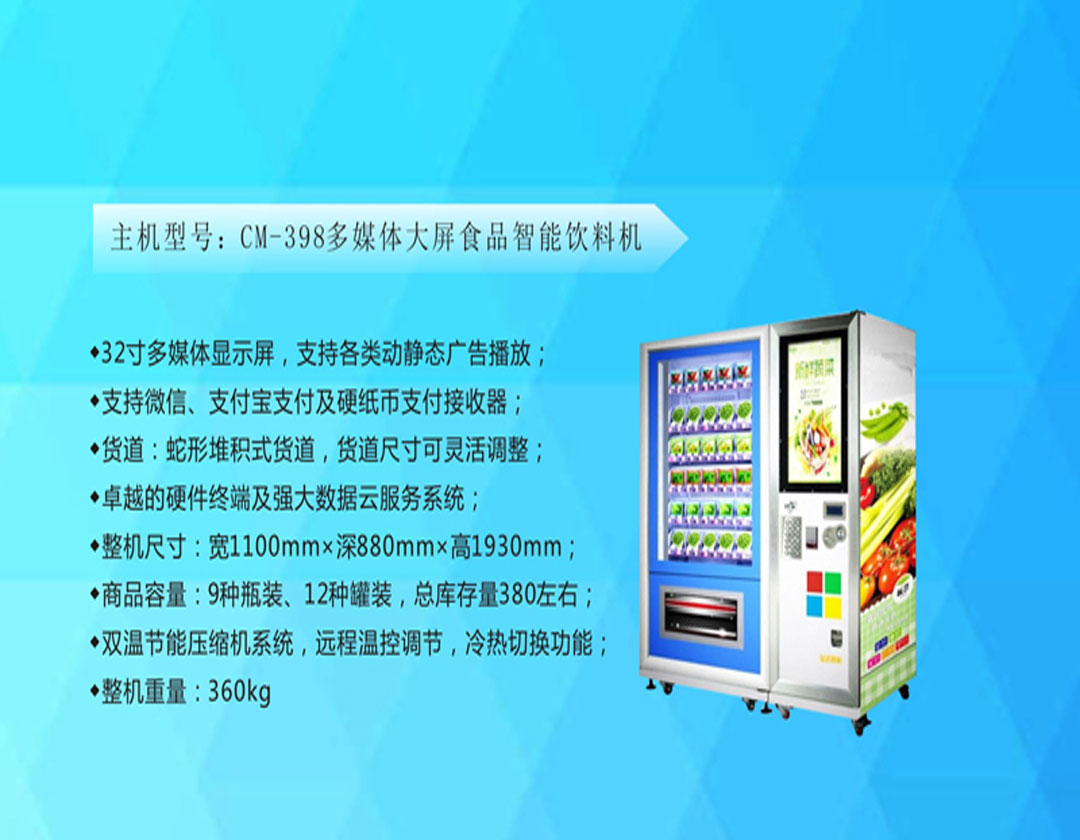 主机型号：CM-398多媒体大屏食品智能饮料机
◆32寸多媒体显示屏，支持各类动静态广告播放；
◆支持微信、支付宝支付及硬纸币支付接收器；
◆货道：蛇形堆积式货道，货道尺寸可灵活调整；
◆卓越的硬件终端及强大数据云服务系统；
◆整机尺寸：宽1100mm×深880mm×高1930mm；
◆商品容量：9种瓶装、12种罐装，总库存量380左右；
◆双温节能压缩机系统，远程温控调节，冷热切换功能；
◆整机重量：360kg
新鲜蔬菜